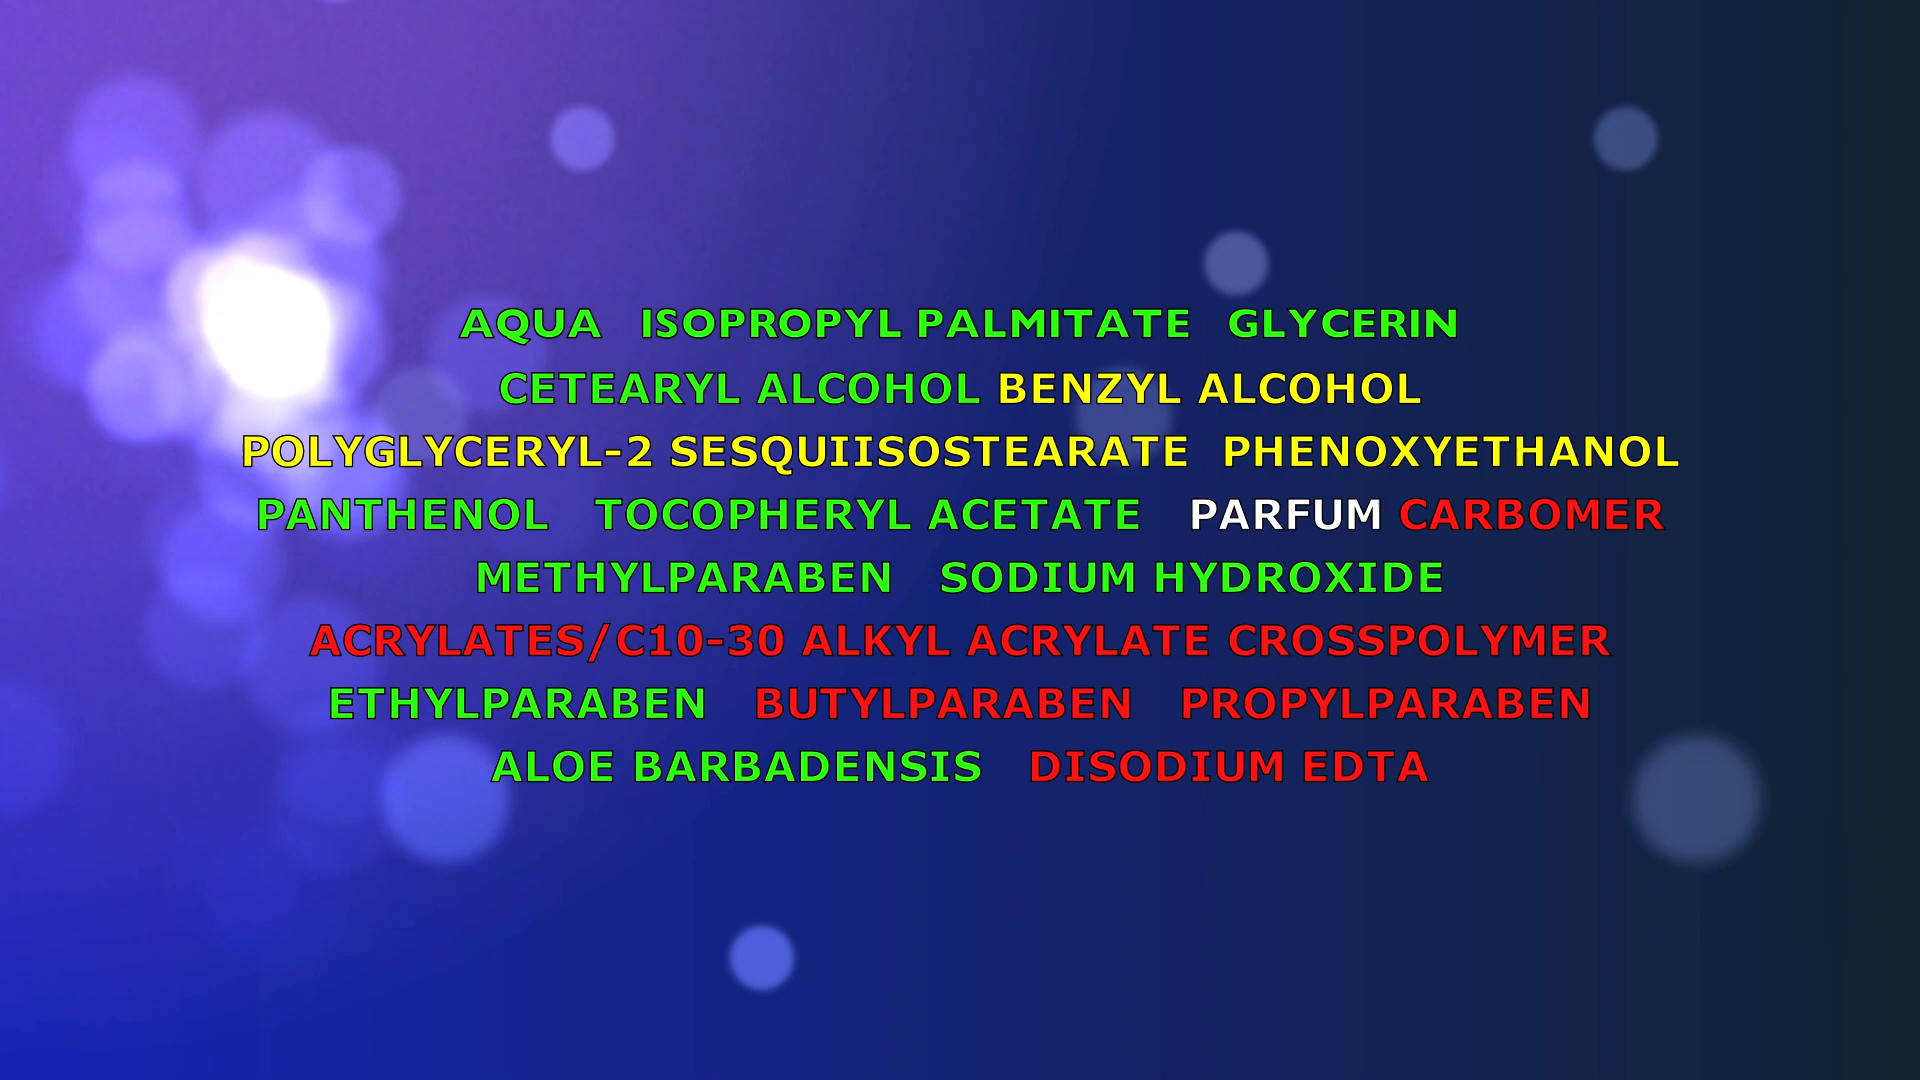 AQUA ISOPROPYL PALMITATE GLYCERIN
CETEARYL ALCOHOL BENZYL ALCOHOL
POLYGLYCERYL-2 SESQUIISOSTEARATE PHENOXYETHANOL
PANTHENOL TOCOPHERYL ACETATE PARFUM CARBOMER
METHYLPARABEN SODIUM HYDROXIDE
ACRYLATES/C10-30 ALKYL ACRYLATE CROSSPOLYMER
ETHYLPARABEN BUTYLPARABEN PROPYLPARABEN
ALOE BARBADENSIS DISODIUM EDTA